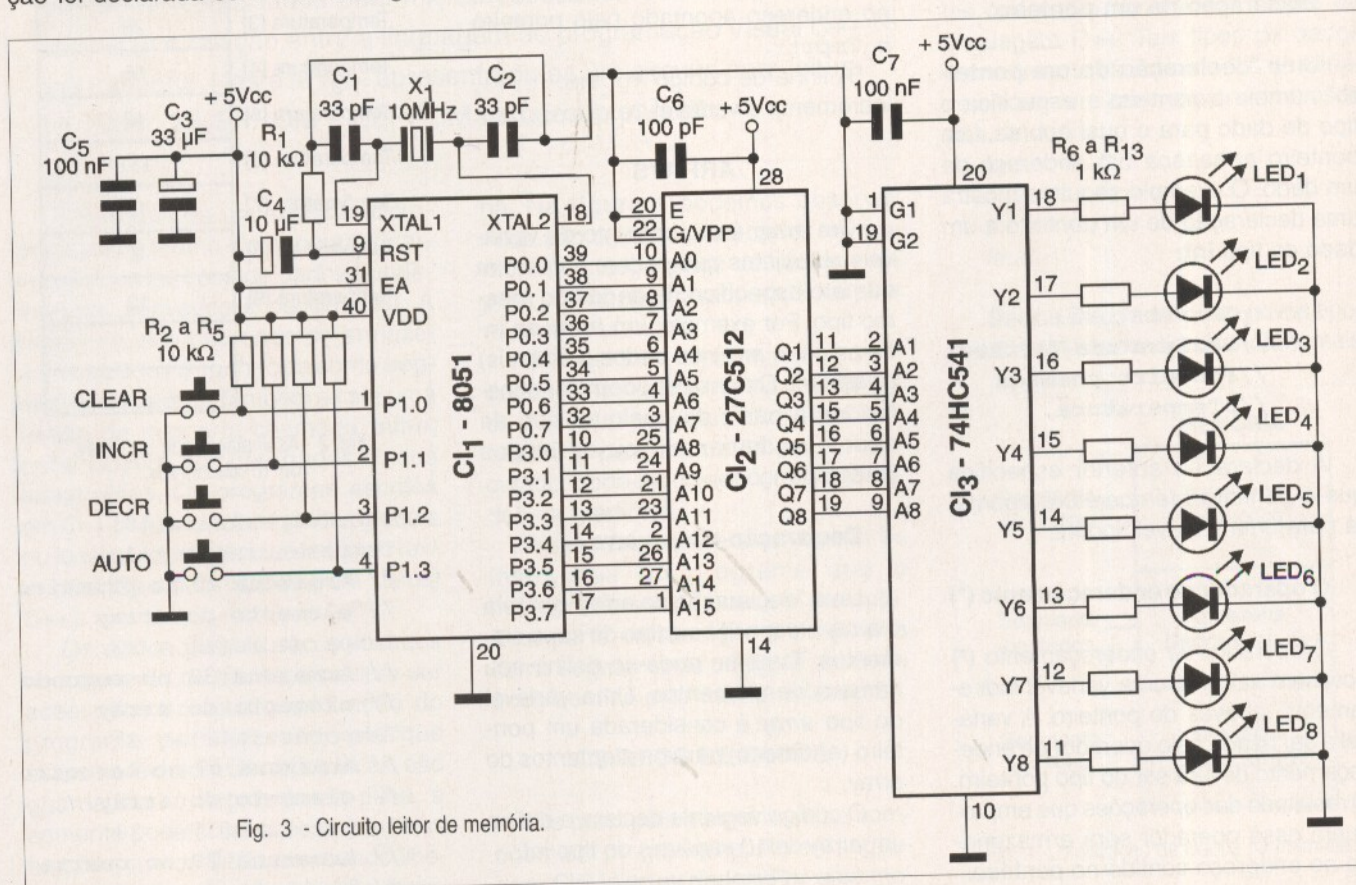 ção foi declarada
C5
100 nF
C3
33 µF
+ 5Vcc
R1
10 kΩ
C4
10 µF
C1
33 pF
X1
10MHz
C2
33 pF
C6
100 pF
+ 5Vcc
C7
100 nF
+ 5Vcc
R2 a R5
10 kΩ
CLEAR
INCR
DECR
AUTO
19 XTAL1
9 RST
31 EA
40 VDD
1 P1.0
2 P1.1
3 P1.2
4 P1.3
CI1 - 8051
20
XTAL2 18
P0.0 39
P0.1 38
P0.2 37
P0.3 36
P0.4 35
P0.5 34
P0.6 33
P0.7 32
P3.0 10
P3.1 11
P3.2 12
P3.3 13
P3.4 14
P3.5 15
P3.6 16
P3.7 17
28
20 E
22 G/VPP
10 A0
9 A1
8 A2
7 A3
6 A4
5 A5
4 A6
3 A7
25 A8
24 A9
21 A10
23 A11
2 A12
26 A13
27 A14
1 A15
CI2 - 27C512
14
Q1 11
Q2 12
Q3 13
Q4 15
Q5 16
Q6 17
Q7 18
Q8 19
20
1 G1
19 G2
2 A1
3 A2
4 A3
5 A4
6 A5
7 A6
8 A7
9 A8
CI3 - 74HC541
10
R6 a R13
1 kΩ
Y1 18
LED1
Y2 17
LED2
Y3 16
LED3
Y4 15
LED4
Y5 14
LED5
Y6 13
LED6
Y7 12
LED7
Y8 11
LED8
Fig. 3 - Circuito leitor de memória.